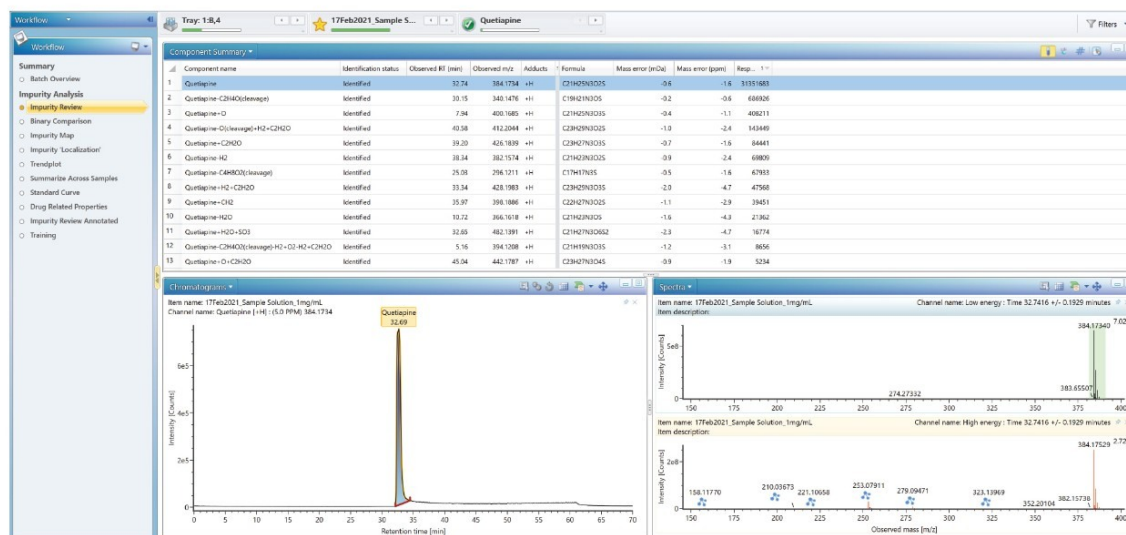 Workflow
Tray: 1:B,4
17Feb2021_Sample S...
Quetiapine
Filters
Workflow
Summary
Batch Overview
Impurity Analysis
Impurity Review
Binary Comparison
Impurity Map
Impurity 'Localization'
Trendplot
Summarize Across Samples
Standard Curve
Drug Related Properties
Impurity Review Annotated
Training
Component Summary
Component name Identification status Observed RT (min) Observed m/z Adducts Formula Mass error (mDa) Mass error (ppm) Resp... 1
1 Quetiapine Identified 32.74 384.1734 +H C21H25N3O2S -0.6 -1.6 31351683
2 Quetiapine-C2H4O(cleavage) Identified 30.15 340.1476 +H C19H21N3OS -0.2 -0.6 686926
3 Quetiapine+O Identified 7.94 400.1685 +H C21H25N3O3S -0.4 -1.1 408211
4 Quetiapine-O(cleavage)+H2+C2H2O Identified 40.58 412.2044 +H C23H29N3O2S -1.0 -2.4 143449
5 Quetiapine+C2H2O Identified 39.20 426.1839 +H C23H27N3O3S -0.7 -1.6 84441
6 Quetiapine-H2 Identified 38.34 382.1574 +H C21H23N3O2S -0.9 -2.4 69809
7 Quetiapine-C4H8O2(cleavage) Identified 25.03 296.1211 +H C17H17N3S -0.5 -1.6 67933
8 Quetiapine+H2+C2H2O Identified 33.34 428.1983 +H C23H29N3O3S -2.0 -4.7 47568
9 Quetiapine+CH2 Identified 35.97 398.1886 +H C22H27N3O2S -1.1 -2.9 39451
10 Quetiapine-H2O Identified 10.72 366.1618 +H C21H23N3OS -1.6 -4.3 21362
11 Quetiapine+H2O+SO3 Identified 32.65 482.1391 +H C21H27N3O6S2 -2.3 -4.7 16774
12 Quetiapine-C2H4O2(cleavage)-H2+O2-H2+C2H2O Identified 5.16 394.1208 +H C21H19N3O3S -1.2 -3.1 8656
13 Quetiapine+O+C2H2O Identified 45.04 442.1787 +H C23H27N3O4S -0.9 -1.9 5234
Chromatograms
Item name: 17Feb2021_Sample Solution_1mg/mL
Channel name: Quetiapine [+H] : (5.0 PPM) 384.1734
Quetiapine
32.69
6e5
4e5
2e5
0
Intensity [Counts]
0 5 10 15 20 25 30 35 40 45 50 55 60 65 70
Retention time [min]
Spectra
Item name: 17Feb2021_Sample Solution_1mg/mL Channel name: Low energy : Time 32.7416 +/- 0.1929 minutes
Item description:
384.17340 7.02
5e8
383.65507
274.27332
0
Intensity [Counts]
150 175 200 225 250 275 300 325 350 375 400
Item name: 17Feb2021_Sample Solution_1mg/mL Channel name: High energy : Time 32.7416 +/- 0.1929 minutes
Item description:
384.17529 2.72
2e8
158.11770 210.03673 221.10658 253.07911 279.09471 323.13969 352.20104 382.15738
0
Intensity [Counts]
150 175 200 225 250 275 300 325 350 375 400
Observed mass [m/z]